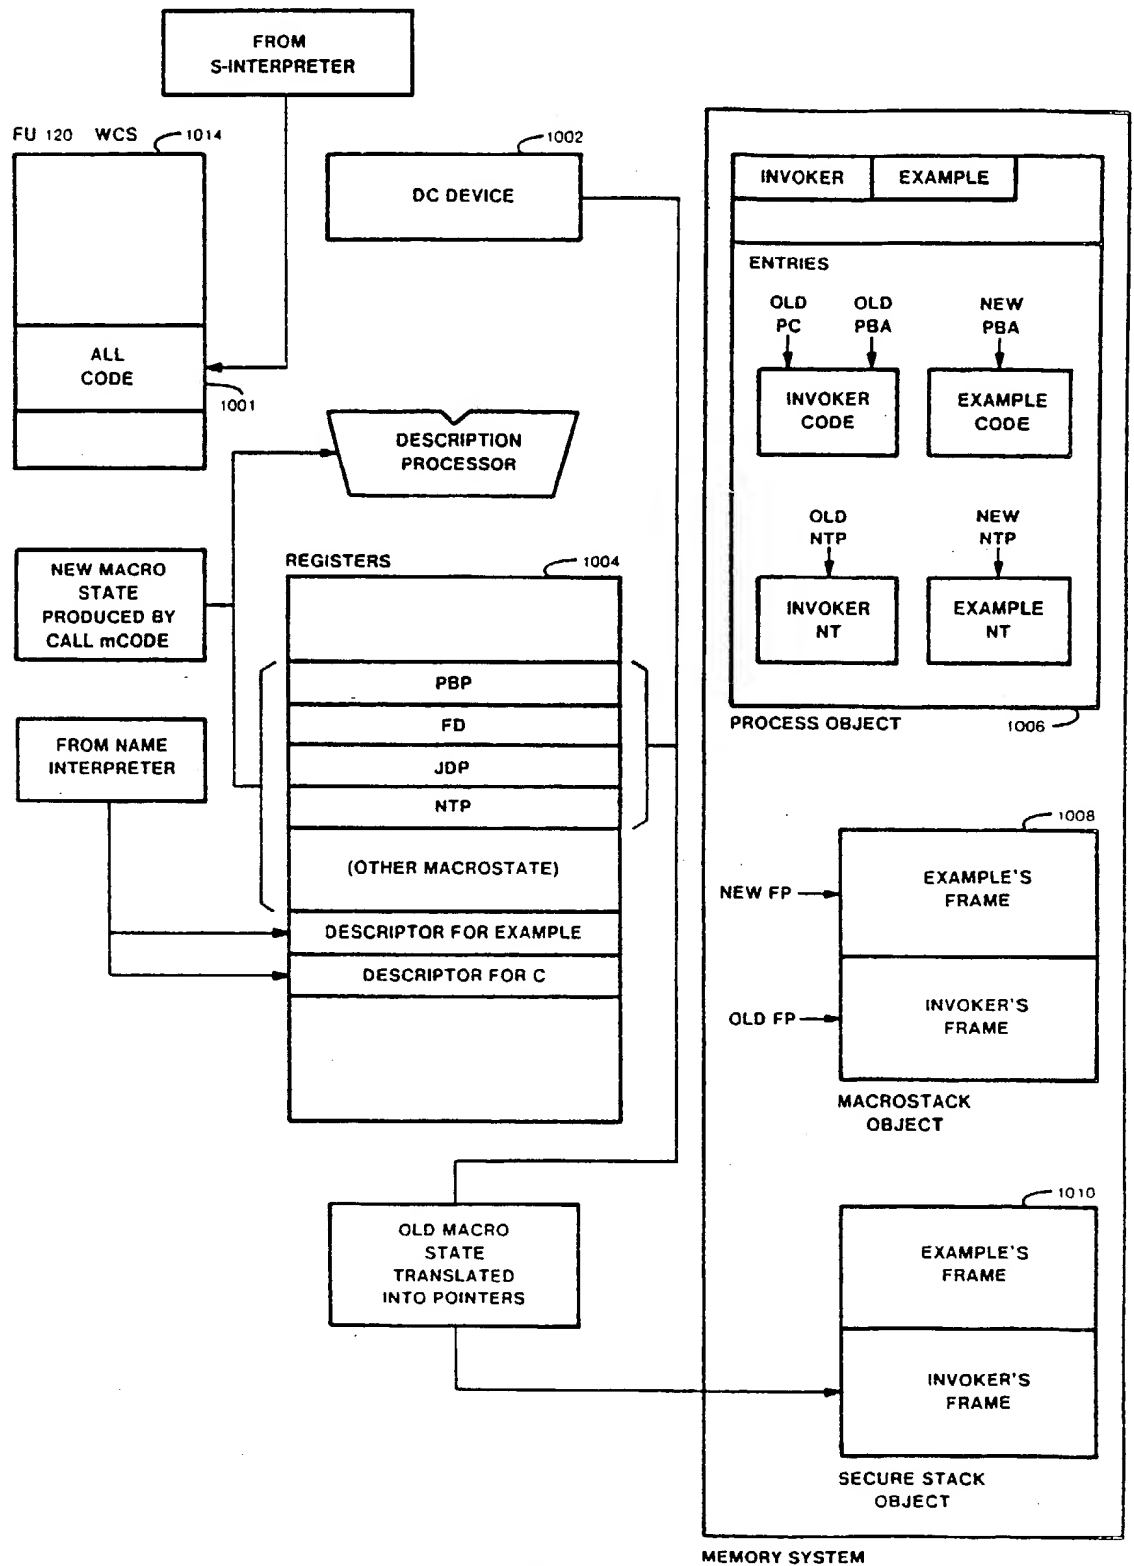 FROM
S-INTERPRETER
FU 120 WCS 1014
ALL
CODE
1001
1002
DC DEVICE
DESCRIPTION
PROCESSOR
NEW MACRO
STATE
PRODUCED BY
CALL mCODE
FROM NAME
INTERPRETER
REGISTERS
1004
PBP
FD
JDP
NTP
(OTHER MACROSTATE)
DESCRIPTOR FOR EXAMPLE
DESCRIPTOR FOR C
OLD MACRO
STATE
TRANSLATED
INTO POINTERS
INVOKER EXAMPLE
ENTRIES
OLD
PC
OLD
PBA
NEW
PBA
INVOKER
CODE
EXAMPLE
CODE
OLD
NTP
NEW
NTP
INVOKER
NT
EXAMPLE
NT
PROCESS OBJECT
1006
1008
NEW FP
EXAMPLE'S
FRAME
OLD FP
INVOKER'S
FRAME
MACROSTACK
OBJECT
1010
EXAMPLE'S
FRAME
INVOKER'S
FRAME
SECURE STACK
OBJECT
MEMORY SYSTEM